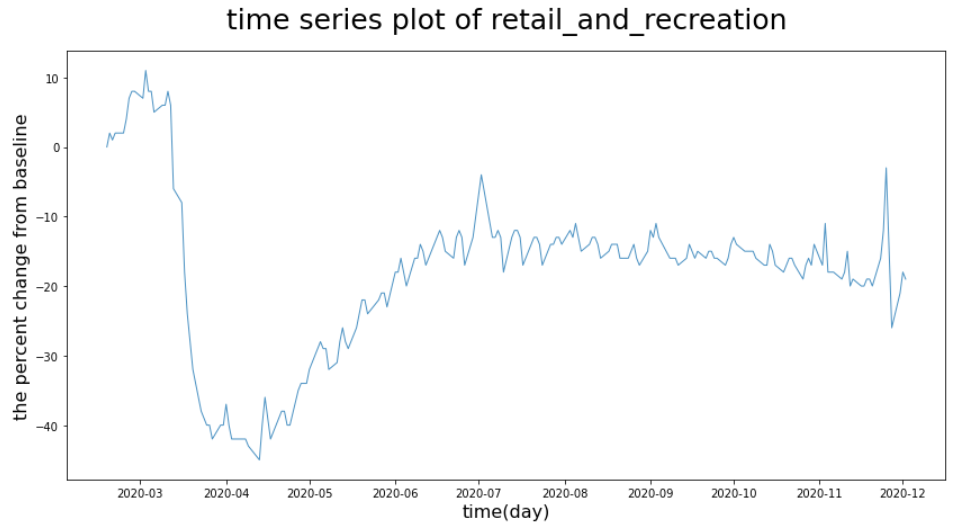 time series plot of retail_and_recreation
the percent change from baseline
10
0
−10
−20
−30
−40
2020-03 2020-04 2020-05 2020-06 2020-07 2020-08 2020-09 2020-10 2020-11 2020-12
time(day)